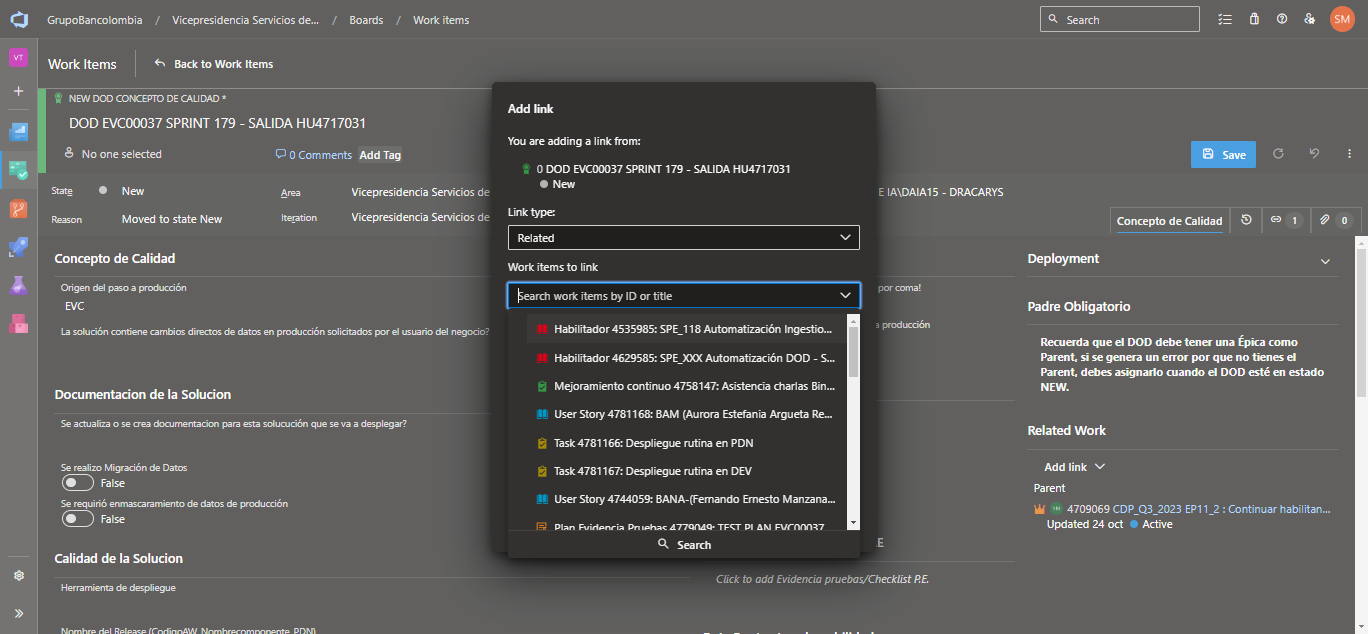 GrupoBancolombia / Vicepresidencia Servicios de... / Boards / Work items
Search
SM
VT
Work Items
Back to Work Items
NEW DOD CONCEPTO DE CALIDAD *
DOD EVC00037 SPRINT 179 - SALIDA HU4717031
No one selected
0 Comments
Add Tag
Save
State
New
Area
Vicepresidencia Servicios de
E IA\DAIA15 - DRACARYS
Reason
Moved to state New
Iteration
Vicepresidencia Servicios de
Concepto de Calidad
1
0
Concepto de Calidad
Origen del paso a producción
EVC
La solución contiene cambios directos de datos en producción solicitados por el usuario del negocio?
Documentacion de la Solucion
Se actualiza o se crea documentacion para esta solucución que se va a desplegar?
Se realizo Migración de Datos
False
Se requirió enmascaramiento de datos de producción
False
Calidad de la Solucion
Herramienta de despliegue
Nombre del Release (CodigoAW_Nombrecomponente_PDN)
Add link
You are adding a link from:
0 DOD EVC00037 SPRINT 179 - SALIDA HU4717031
New
Link type:
Related
Work items to link
Search work items by ID or title
Habilitador 4535985: SPE_118 Automatización Ingestio...
Habilitador 4629585: SPE_XXX Automatización DOD - S...
Mejoramiento continuo 4758147: Asistencia charlas Bin...
User Story 4781168: BAM (Aurora Estefania Argueta Re...
Task 4781166: Despliegue rutina en PDN
Task 4781167: Despliegue rutina en DEV
User Story 4744059: BANA-(Fernando Ernesto Manzana...
Plan Evidencia Pruebas 4779049: TEST PLAN EVC00037
Search
por coma!
a producción
E
Click to add Evidencia pruebas/Checklist P.E.
Deployment
Padre Obligatorio
Recuerda que el DOD debe tener una Épica como
Parent, si se genera un error por que no tienes el
Parent, debes asignarlo cuando el DOD esté en estado
NEW.
Related Work
Add link
Parent
4709069 CDP_Q3_2023 EP11_2 : Continuar habilitan...
Updated 24 oct
Active